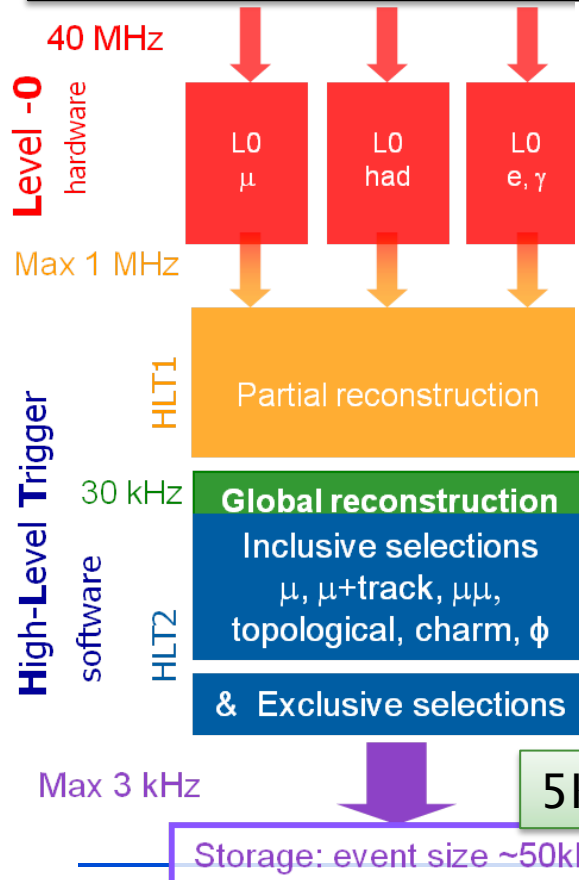 40 MHz
Level -0
hardware
L0
μ
L0
had
L0
e, γ
Max 1 MHz
HLT1
Partial reconstruction
High-Level Trigger
software
30 kHz
Global reconstruction
HLT2
Inclusive selections
μ, μ+track, μμ,
topological, charm, ϕ
& Exclusive selections
Max 3 kHz
Storage: event size ~50k